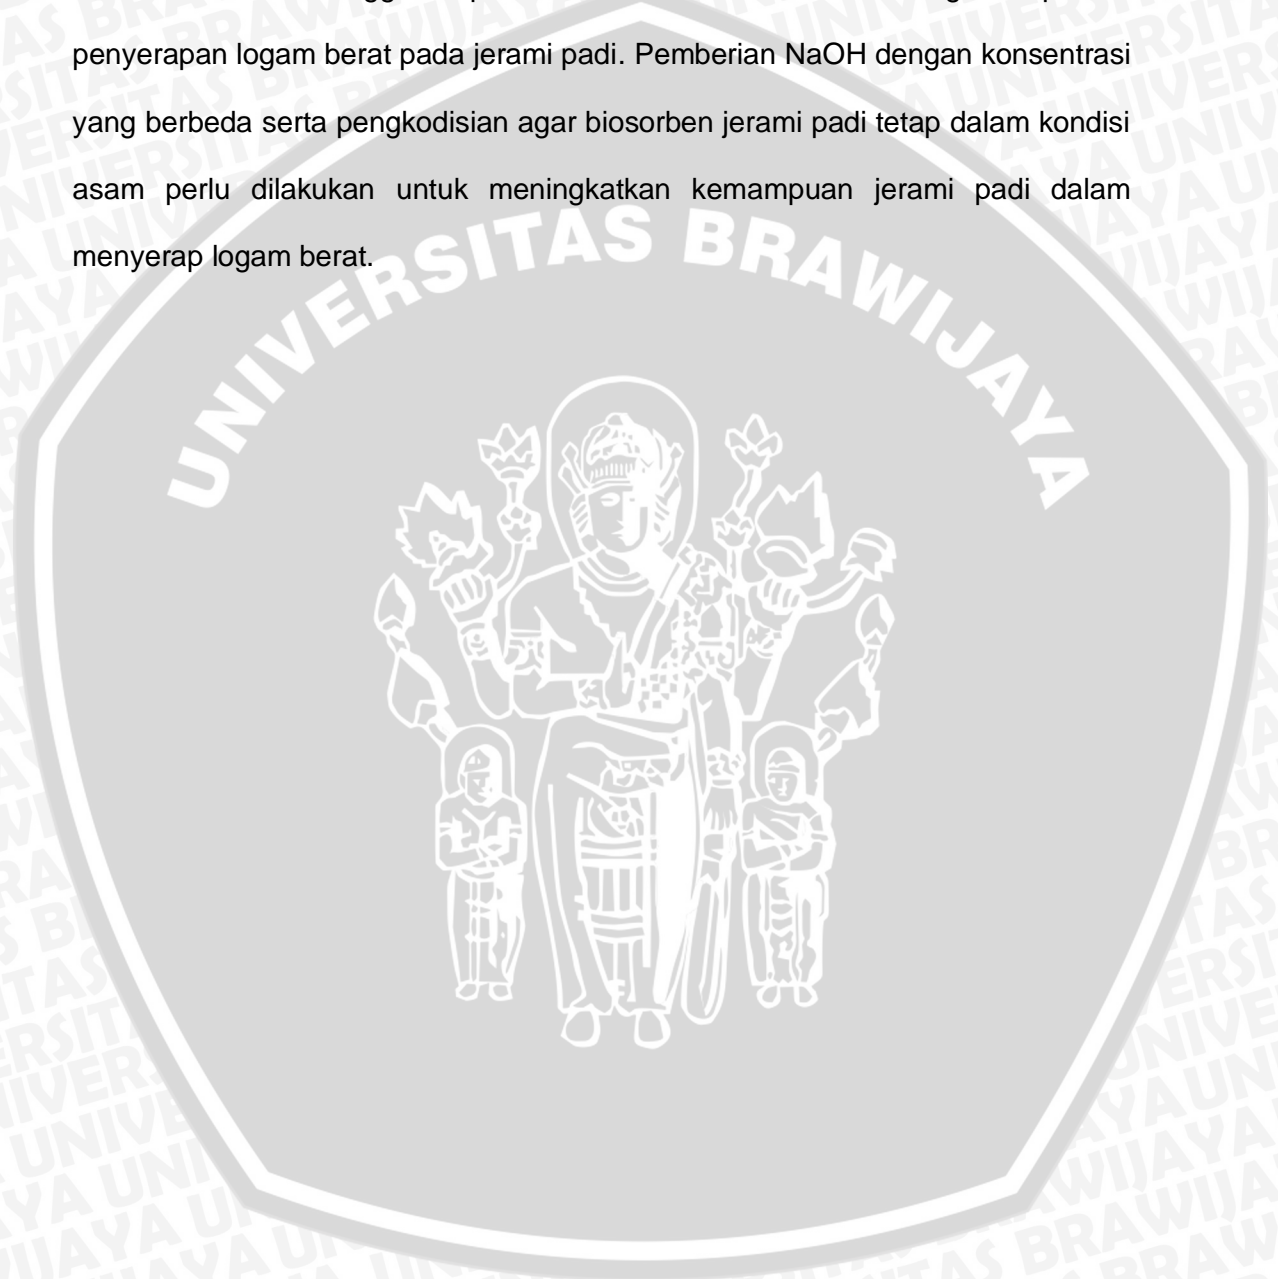 penyerapan logam berat pada jerami padi. Pemberian NaOH dengan konsentrasi
yang berbeda serta pengkodisian agar biosorben jerami padi tetap dalam kondisi
asam perlu dilakukan untuk meningkatkan kemampuan jerami padi dalam
menyerap logam berat.
UNIVERSITAS BRAWIJAYA